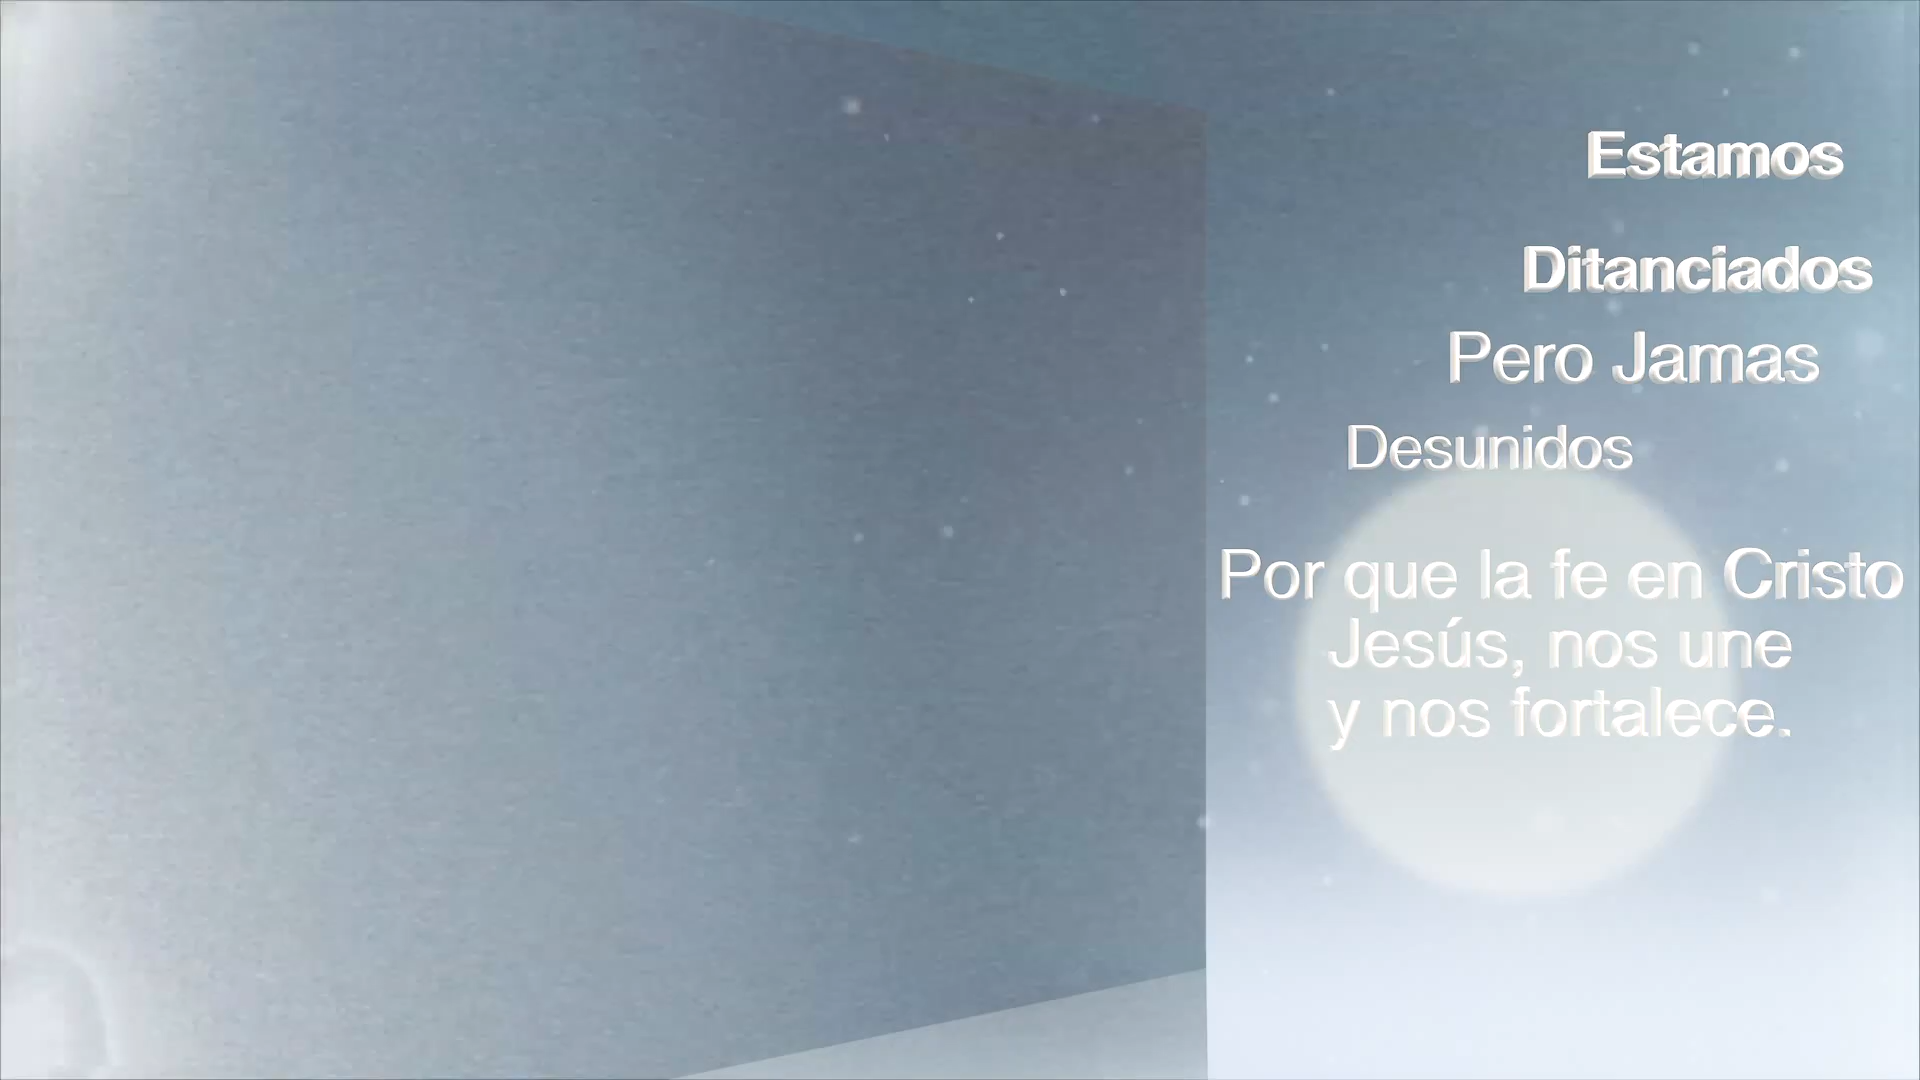 Estamos
Ditanciados
Pero Jamas
Desunidos
Por que la fe en Cristo
Jesús, nos une
y nos fortalece.